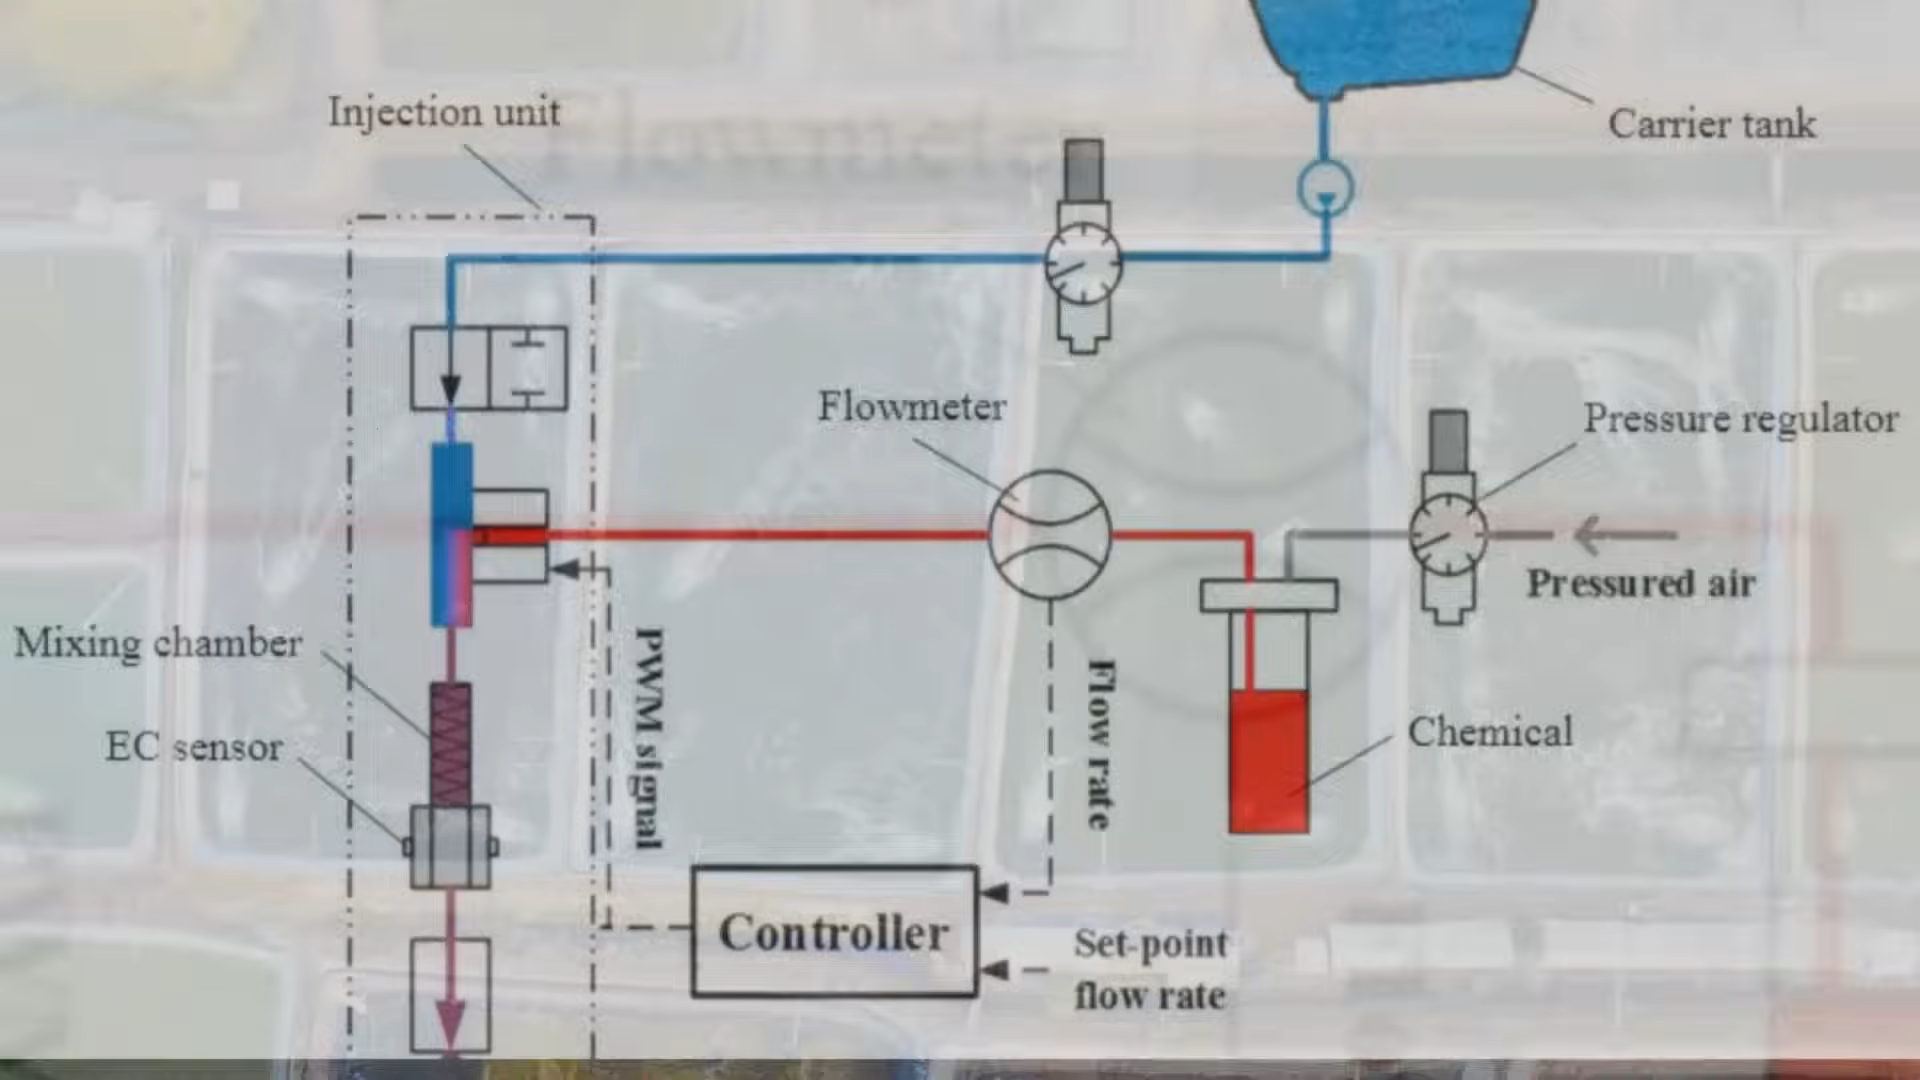 Injection unit
Carrier tank
Flowmeter
Flowmeter
Pressure regulator
Pressured air
Mixing chamber
EC sensor
PWM signal
Flow rate
Chemical
Controller
Set-point
flow rate